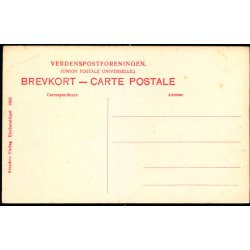 VERDENSPOSTFORENINGEN.
(UNION POSTALE UNIVERSELLE.)
BREVKORT — CARTE POSTALE
Correspondance
Adresse